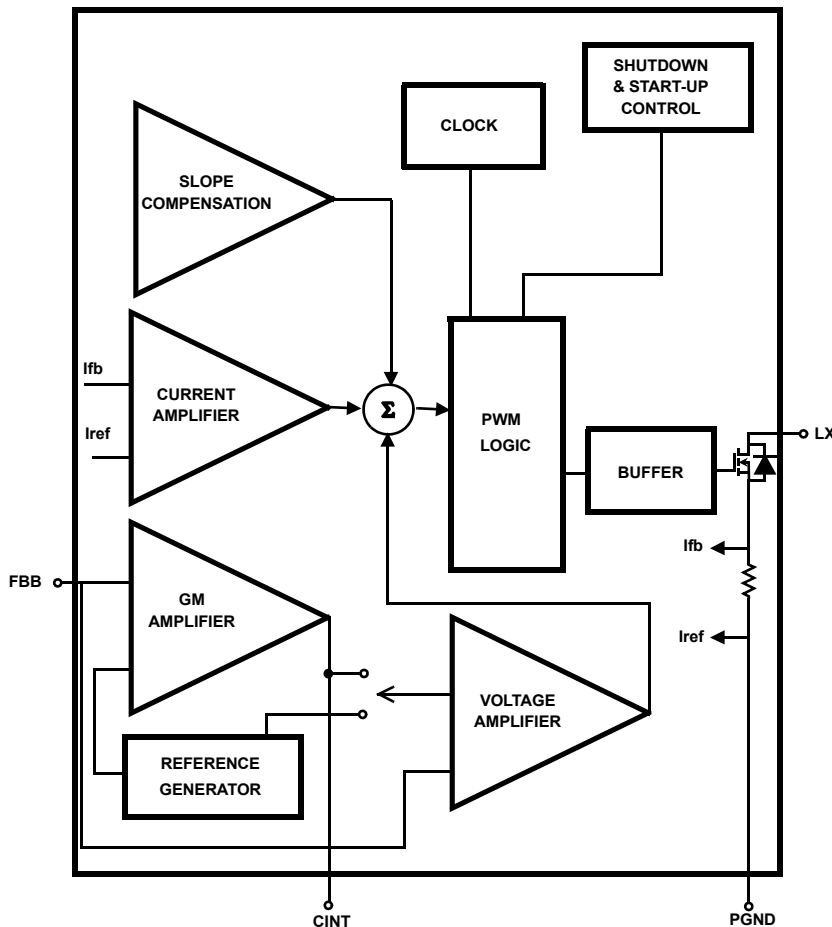 SHUTDOWN
& START-UP
CONTROL
CLOCK
SLOPE
COMPENSATION
Ifb
CURRENT
AMPLIFIER
Iref
Σ
PWM
LOGIC
BUFFER
LX
Ifb
FBB
GM
AMPLIFIER
Iref
VOLTAGE
AMPLIFIER
REFERENCE
GENERATOR
CINT
PGND